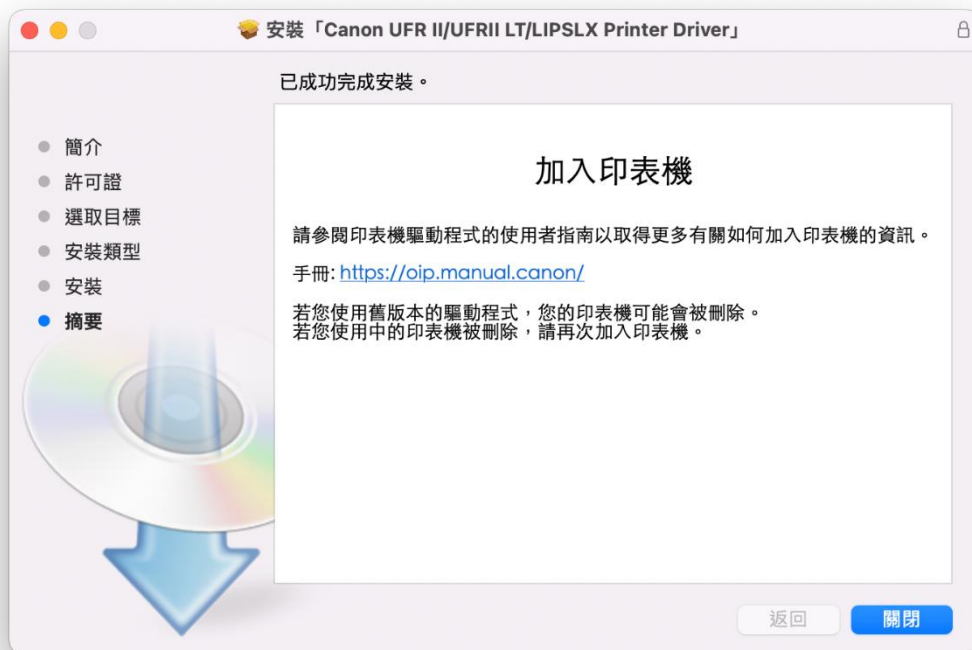 安裝「Canon UFR II/UFRII LT/LIPSLX Printer Driver」
已成功完成安裝。
簡介
許可證
選取目標
安裝類型
安裝
摘要
加入印表機
請參閱印表機驅動程式的使用者指南以取得更多有關如何加入印表機的資訊。
手冊: https://oip.manual.canon/
若您使用舊版本的驅動程式，您的印表機可能會被刪除。
若您使用中的印表機被刪除，請再次加入印表機。
返回
關閉